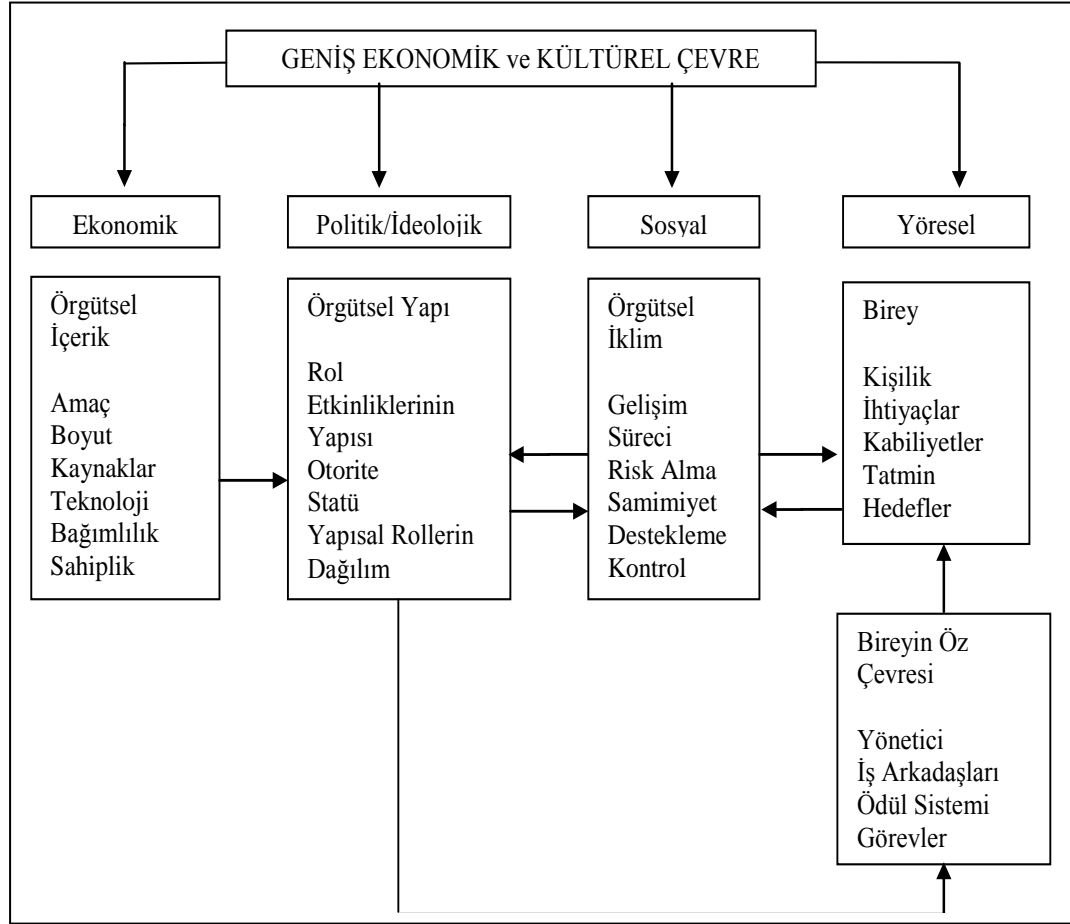 GENİŞ EKONOMİK ve KÜLTÜREL ÇEVRE
Ekonomik
Politik/İdeolojik
Sosyal
Yöresel
Örgütsel
İçerik
Amaç
Boyut
Kaynaklar
Teknoloji
Bağımlılık
Sahiplik
Örgütsel Yapı
Rol
Etkinliklerinin
Yapısı
Otorite
Statü
Yapısal Rollerin
Dağılım
Örgütsel
İklim
Gelişim
Süreci
Risk Alma
Samimiyet
Destekleme
Kontrol
Birey
Kişilik
İhtiyaçlar
Kabiliyetler
Tatmin
Hedefler
Bireyin Öz
Çevresi
Yönetici
İş Arkadaşları
Ödül Sistemi
Görevler